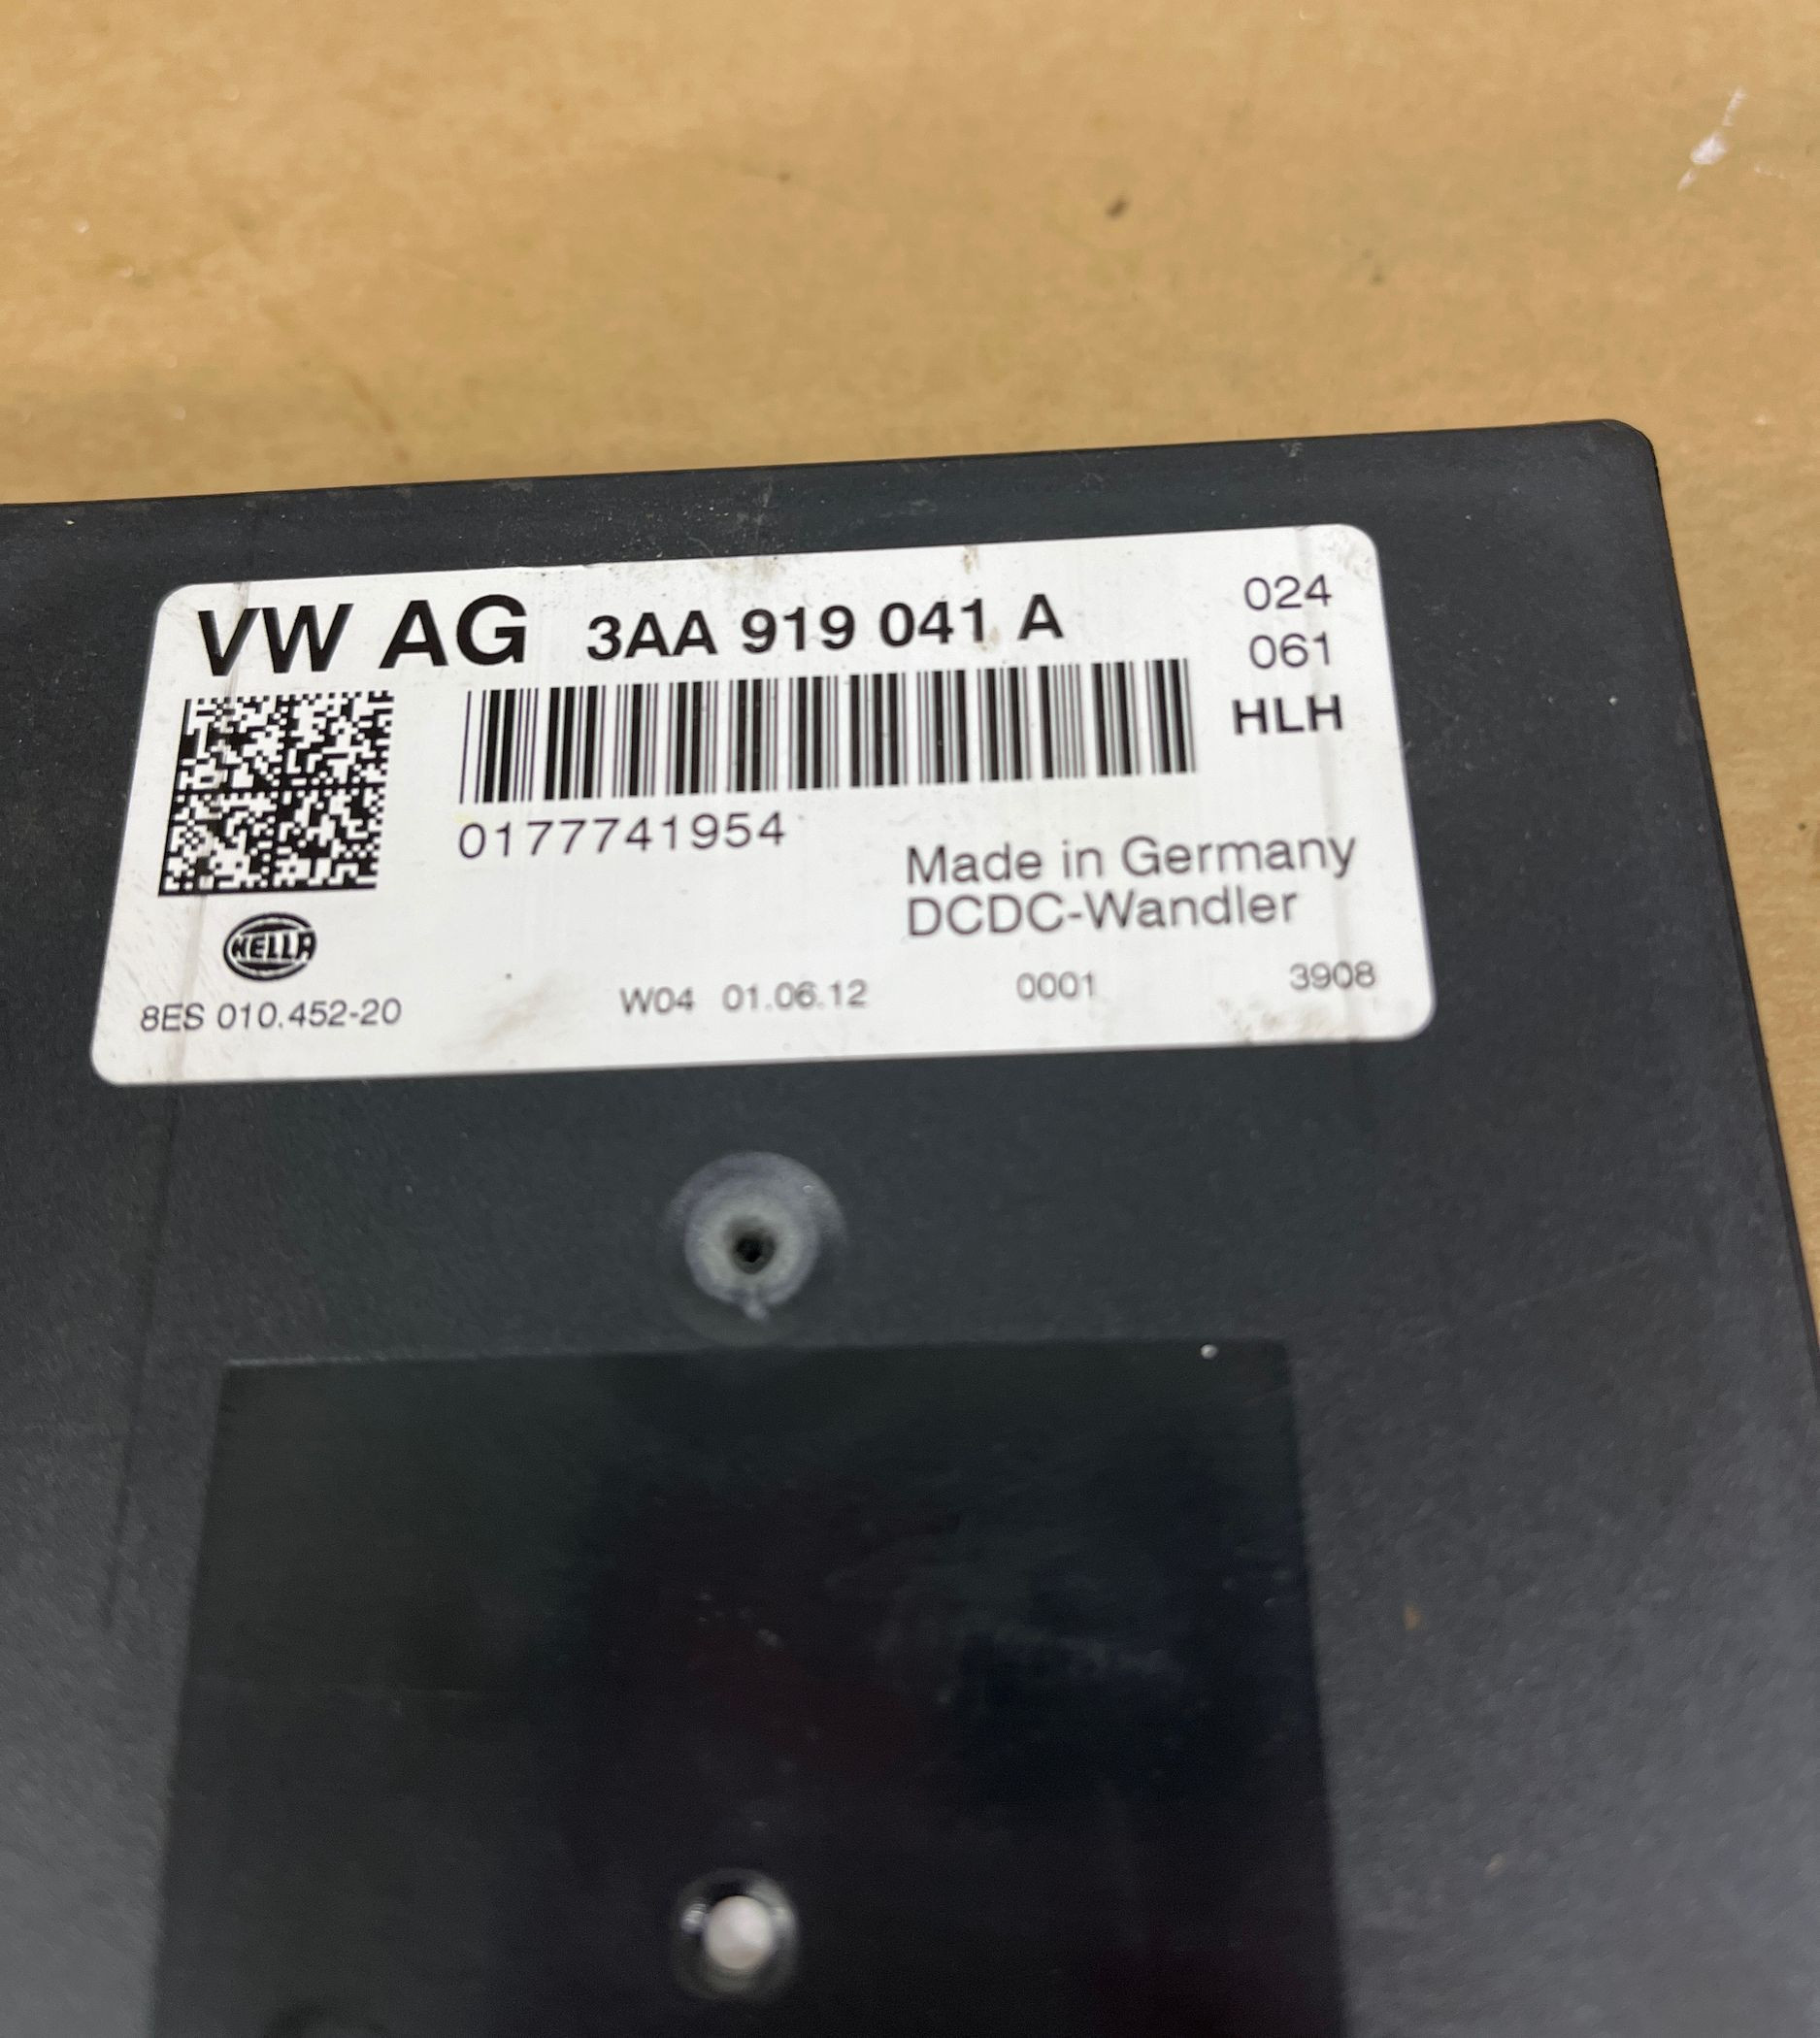 VW AG 3AA 919 041 A
024
061
HLH
0177741954
Made in Germany
DCDC-Wandler
HELLA
8ES 010.452-20 W04 01.06.12 0001 3908